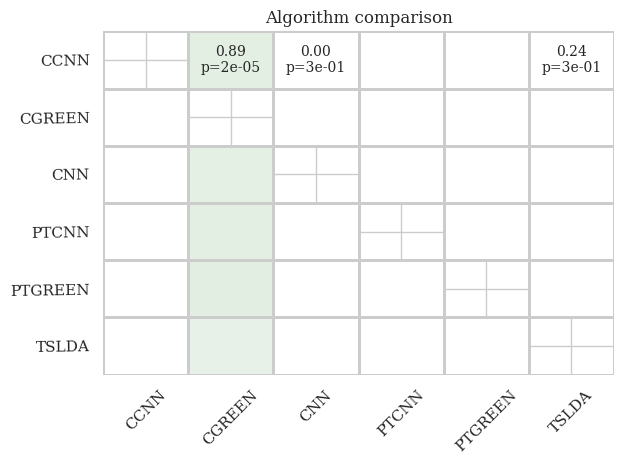 Algorithm comparison
CCNN
0.89
p=2e-05
0.00
p=3e-01
0.24
p=3e-01
CGREEN
CNN
PTCNN
PTGREEN
TSLDA
CCNN
CGREEN
CNN
PTCNN
PTGREEN
TSLDA